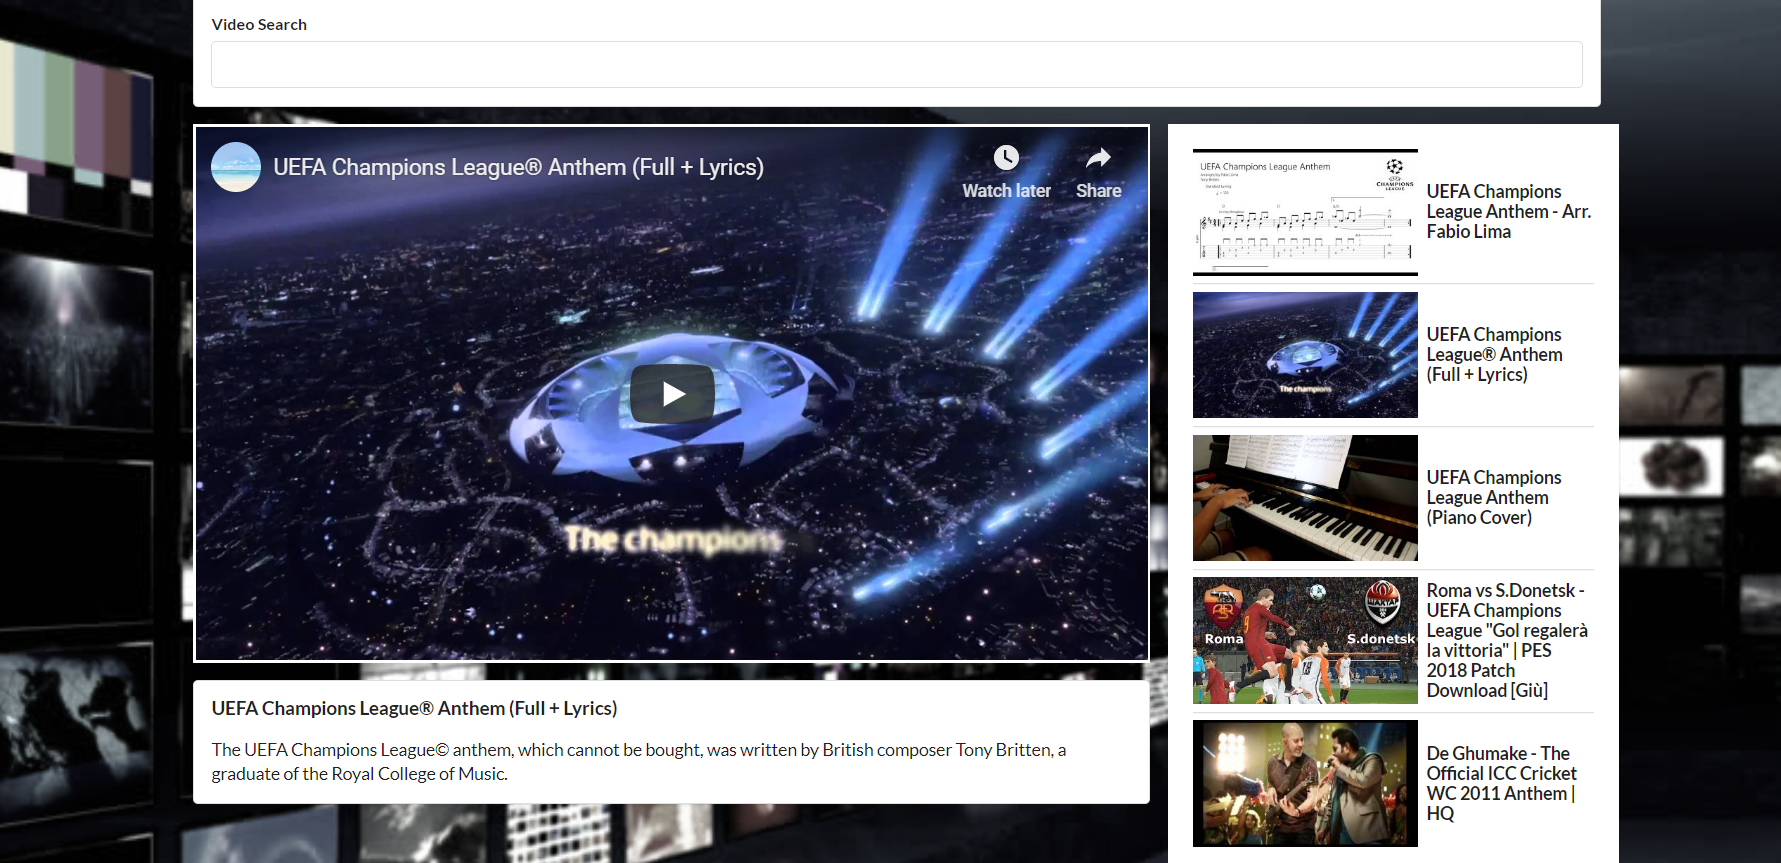 Video Search
UEFA Champions League® Anthem (Full + Lyrics)
Watch later
Share
The champions
UEFA Champions League® Anthem (Full + Lyrics)
The UEFA Champions League© anthem, which cannot be bought, was written by British composer Tony Britten, a
graduate of the Royal College of Music.
UEFA Champions League Anthem
CHAMPIONS
LEAGUE
UEFA Champions
League Anthem - Arr.
Fabio Lima
The champions
UEFA Champions
League® Anthem
(Full + Lyrics)
UEFA Champions
League Anthem
(Piano Cover)
Roma
S.donetsk
Roma vs S.Donetsk -
UEFA Champions
League "Gol regalerà
la vittoria" | PES
2018 Patch
Download [Giù]
De Ghumake - The
Official ICC Cricket
WC 2011 Anthem |
HQ